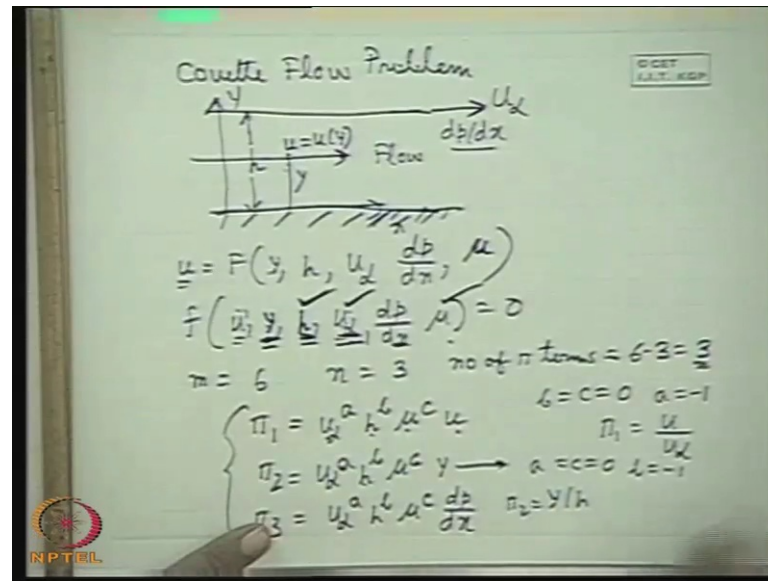 Couette Flow Problem
© CET
I.I.T. KGP
y
U∞
dp/dx
u = u(y)
Flow
h
y
x
u = F(y, h, U∞ dp/dx, μ)
f(u, y, h, U∞, dp/dx μ) = 0
m = 6 n = 3 no of π terms = 6-3 = 3
b = c = 0 a = -1
π₁ = U∞^a h^b μ^c u π₁ = u/U∞
π₂ = U∞^a h^b μ^c y → a = c = 0 b = -1
π₃ = U∞^a h^b μ^c dp/dx π₂ = y/h
NPTEL